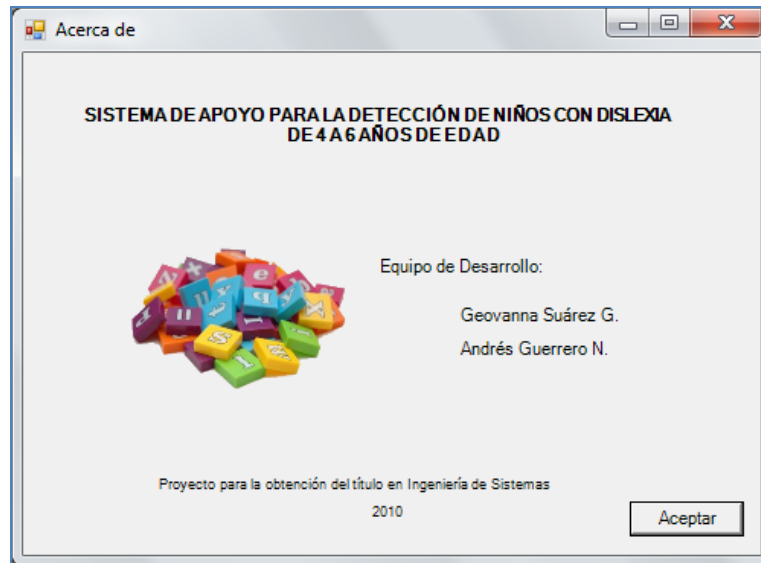 Acerca de
SISTEMA DE APOYO PARA LA DETECCIÓN DE NIÑOS CON DISLEXIA
DE 4 A 6 AÑOS DE EDAD
Equipo de Desarrollo:
Geovanna Suárez G.
Andrés Guerrero N.
Proyecto para la obtención del título en Ingeniería de Sistemas
2010
Aceptar